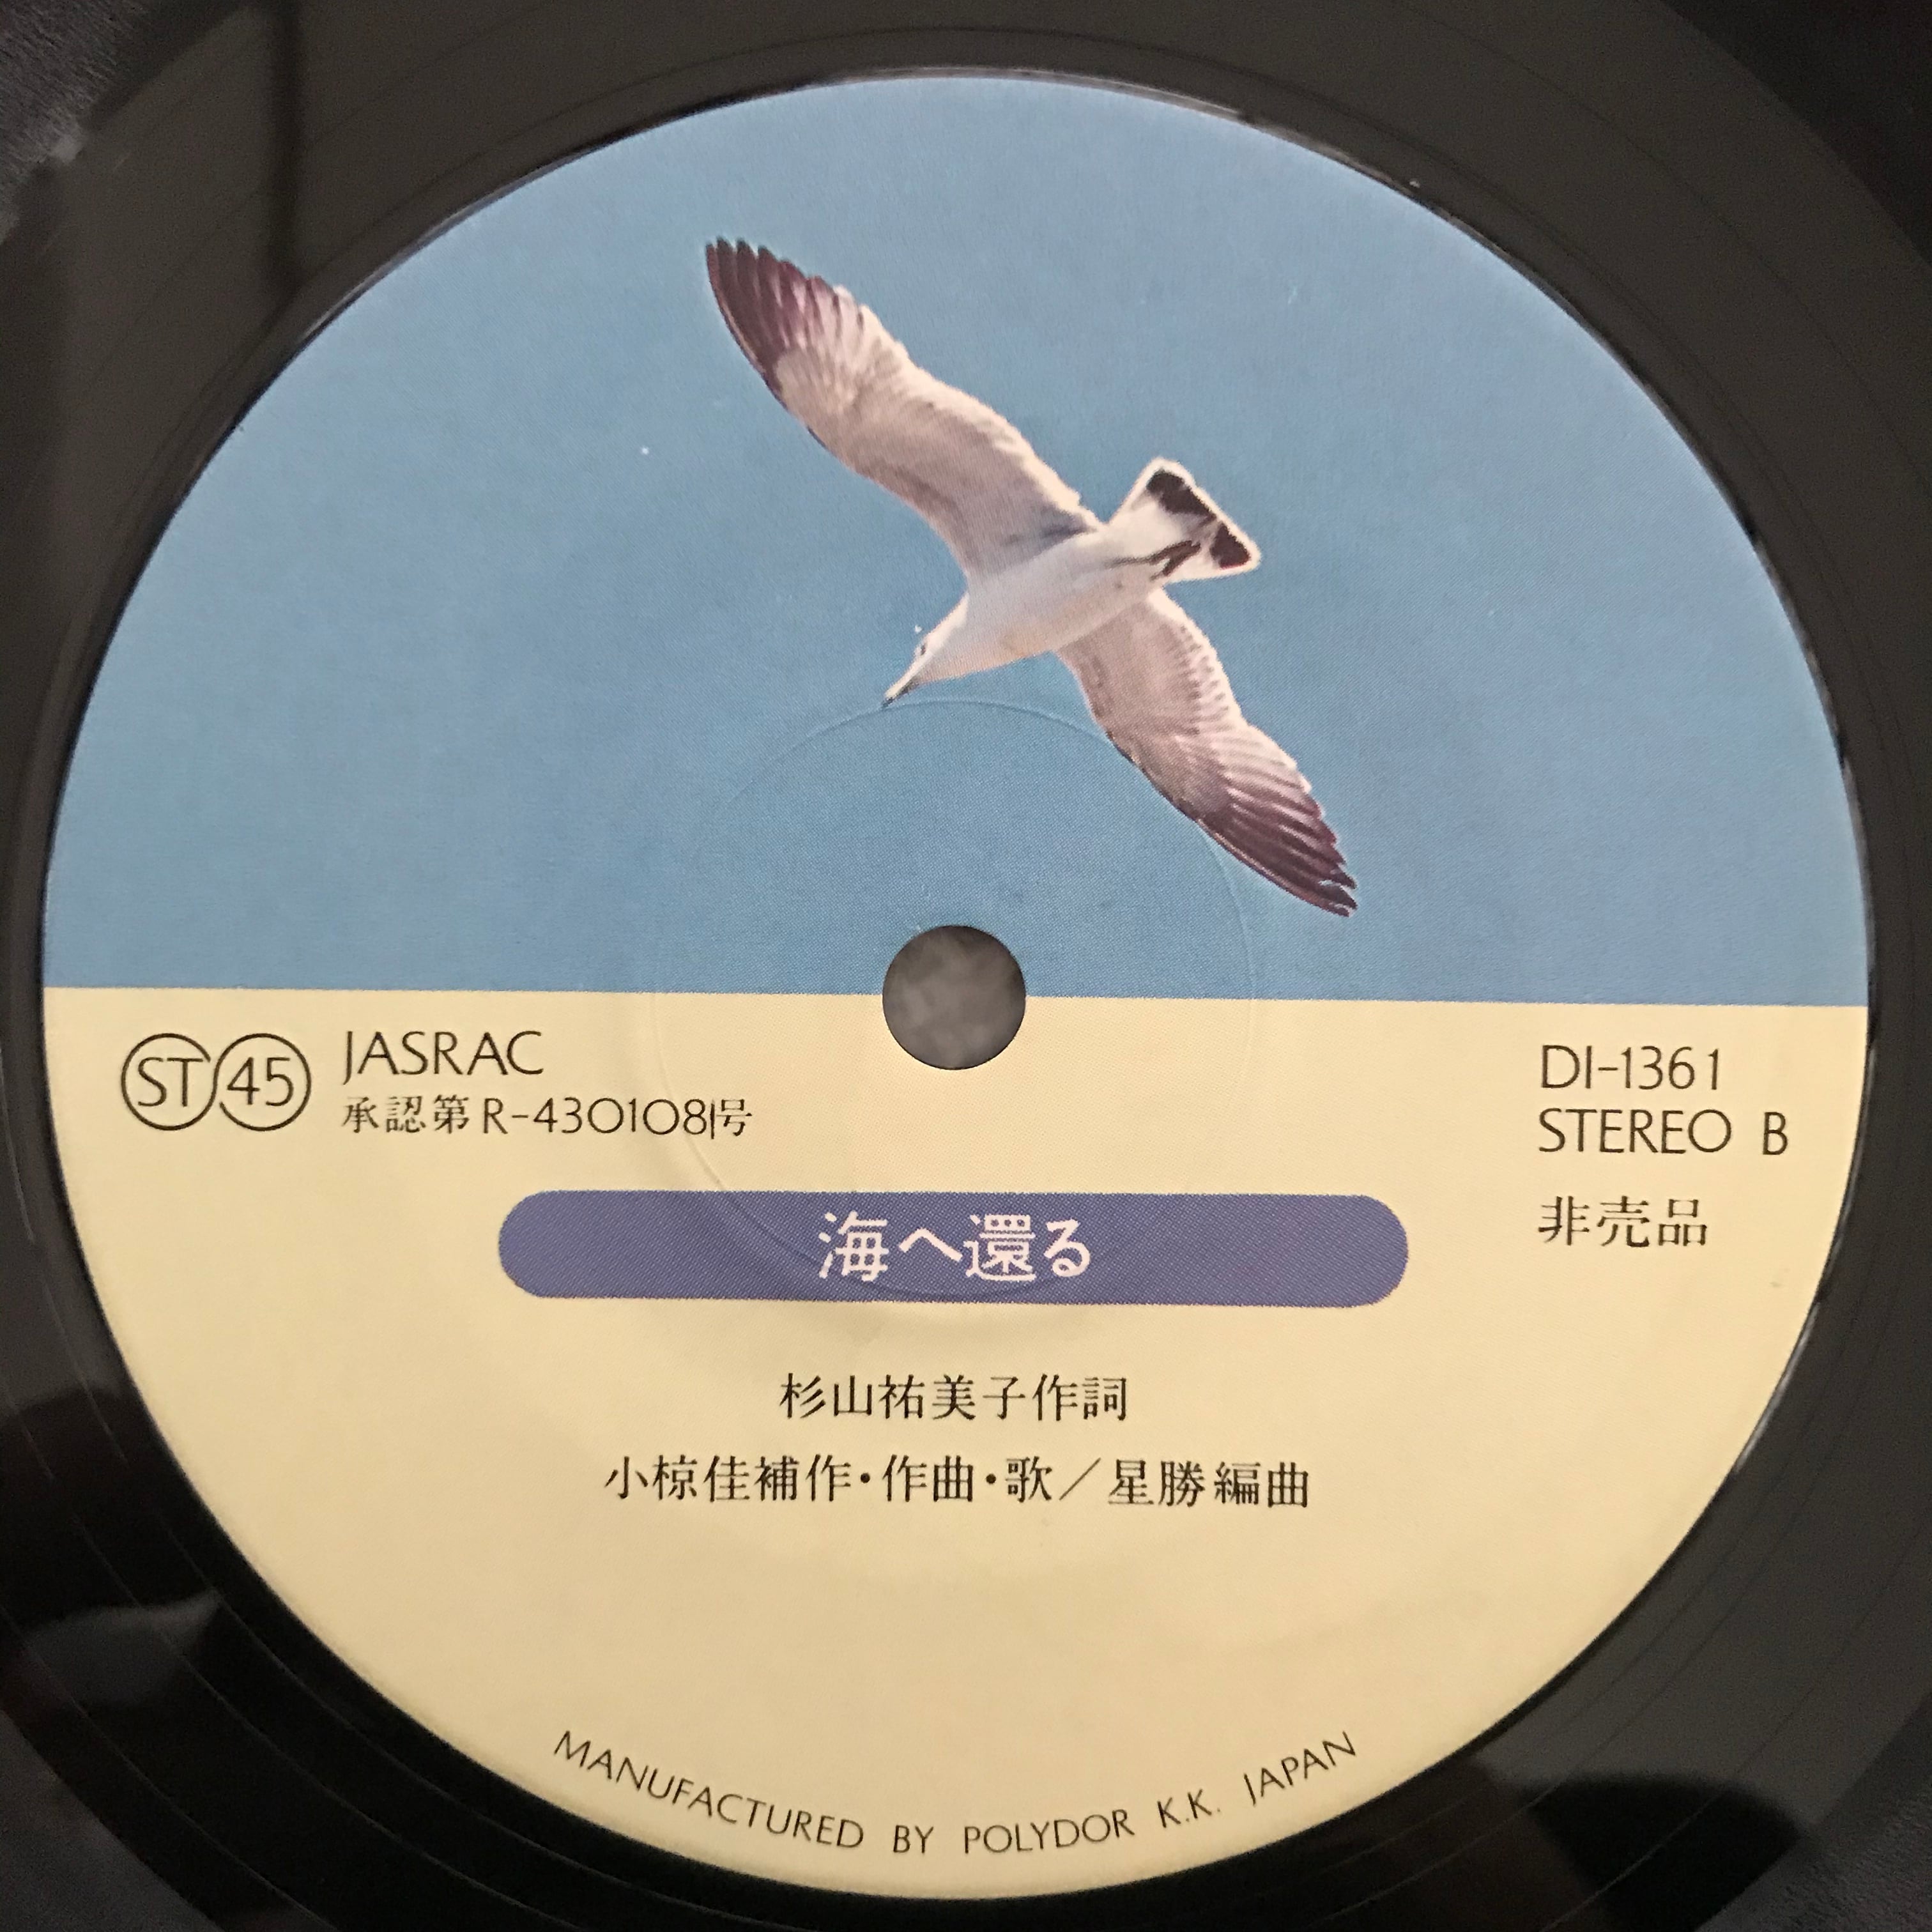 ST 45
JASRAC
承認第R-4301081号
DI-1361
STEREO B
非売品
海へ還る
杉山祐美子作詞
小椋佳補作・作曲・歌／星勝編曲
MANUFACTURED BY POLYDOR K.K. JAPAN